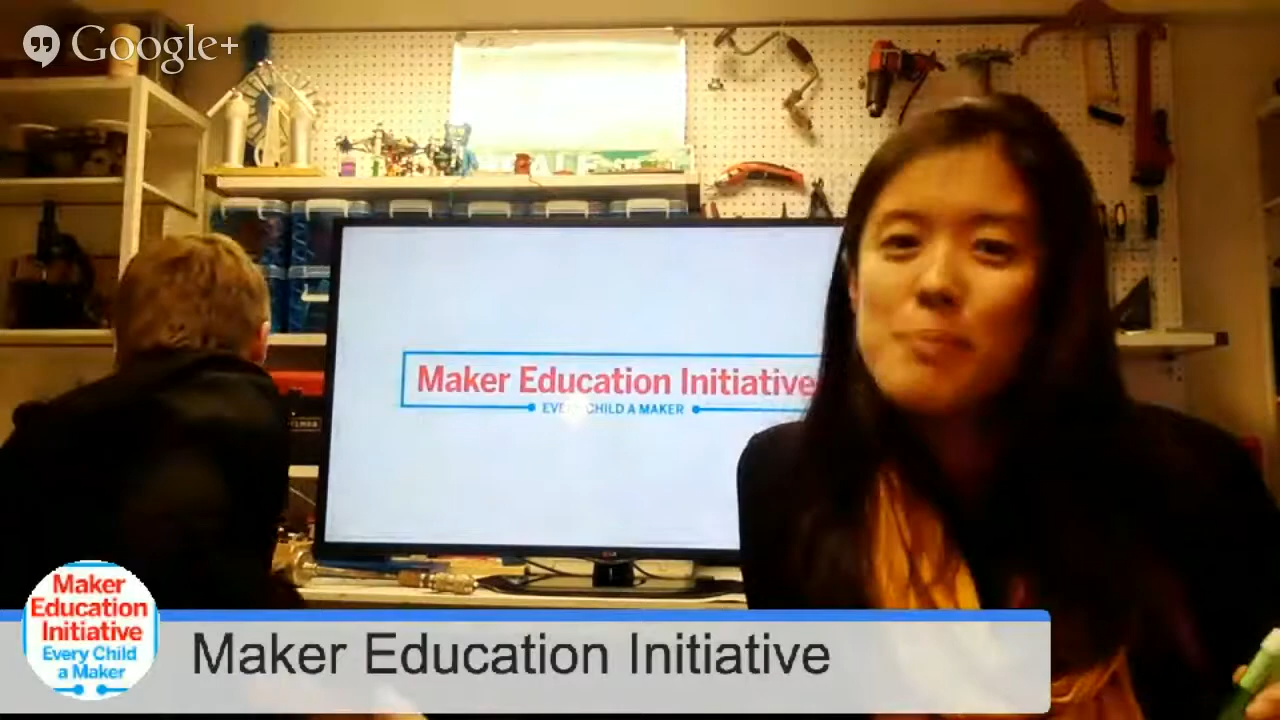 Google+
Maker Education Initiative
EVERY CHILD A MAKER
Maker
Education
Initiative
Every Child
a Maker
Maker Education Initiative